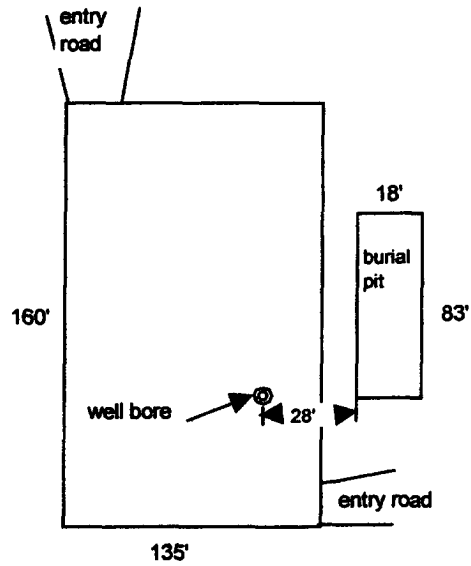 entry
road
18'
burial
pit
160'
83'
well bore
28'
entry road
135'